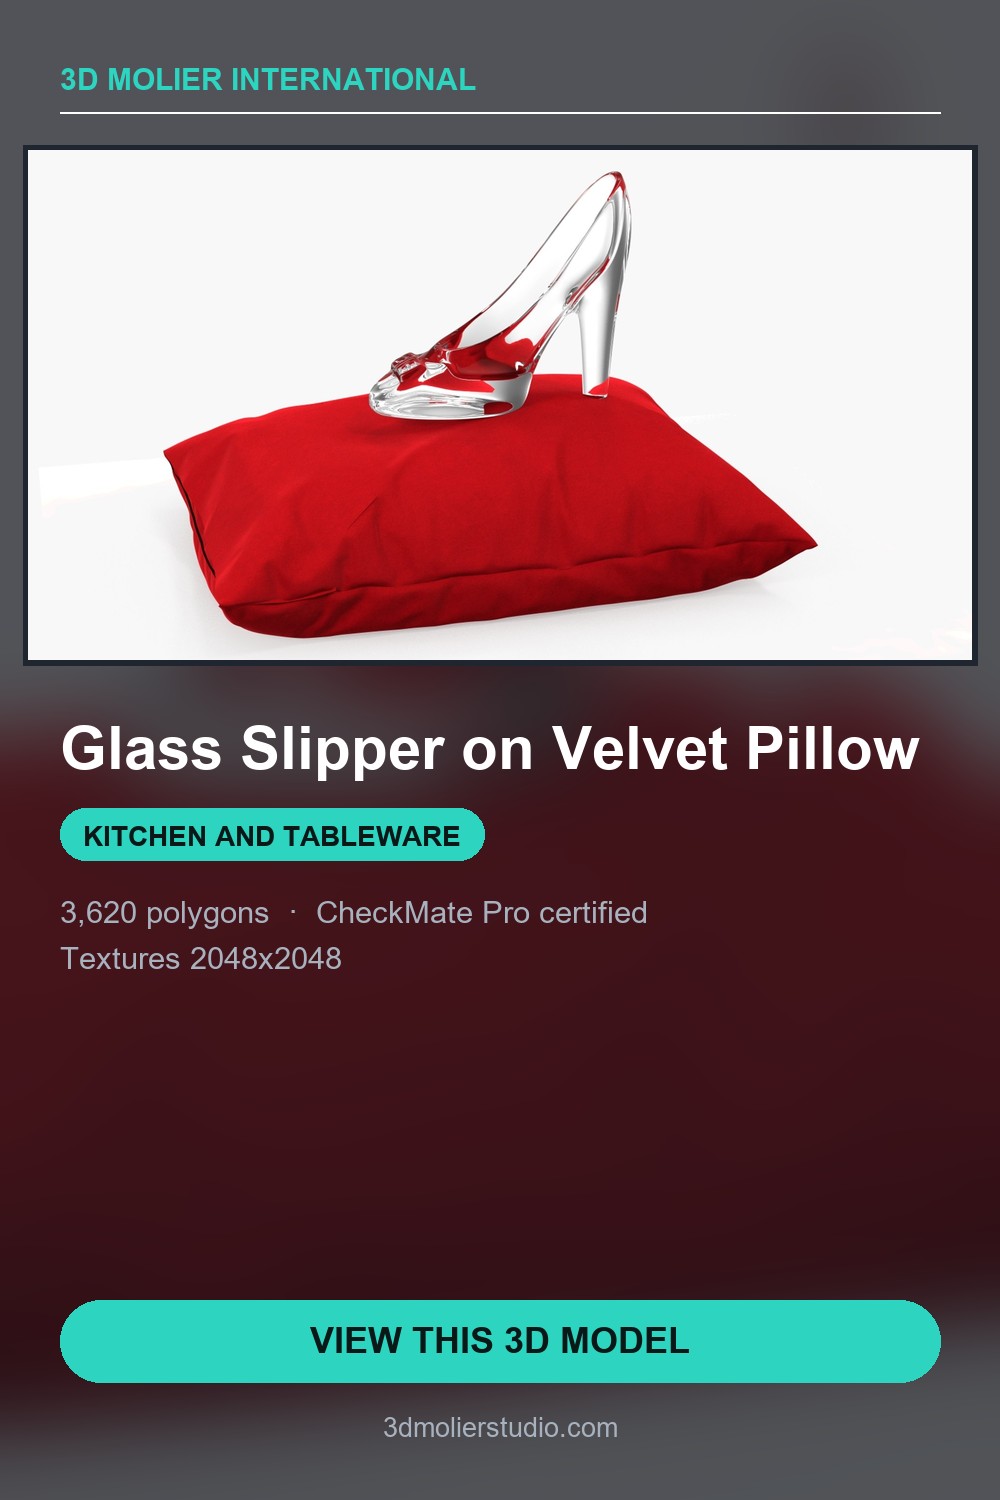 3D MOLIER INTERNATIONAL
Glass Slipper on Velvet Pillow
KITCHEN AND TABLEWARE
3,620 polygons · CheckMate Pro certified
Textures 2048x2048
VIEW THIS 3D MODEL
3dmolierstudio.com